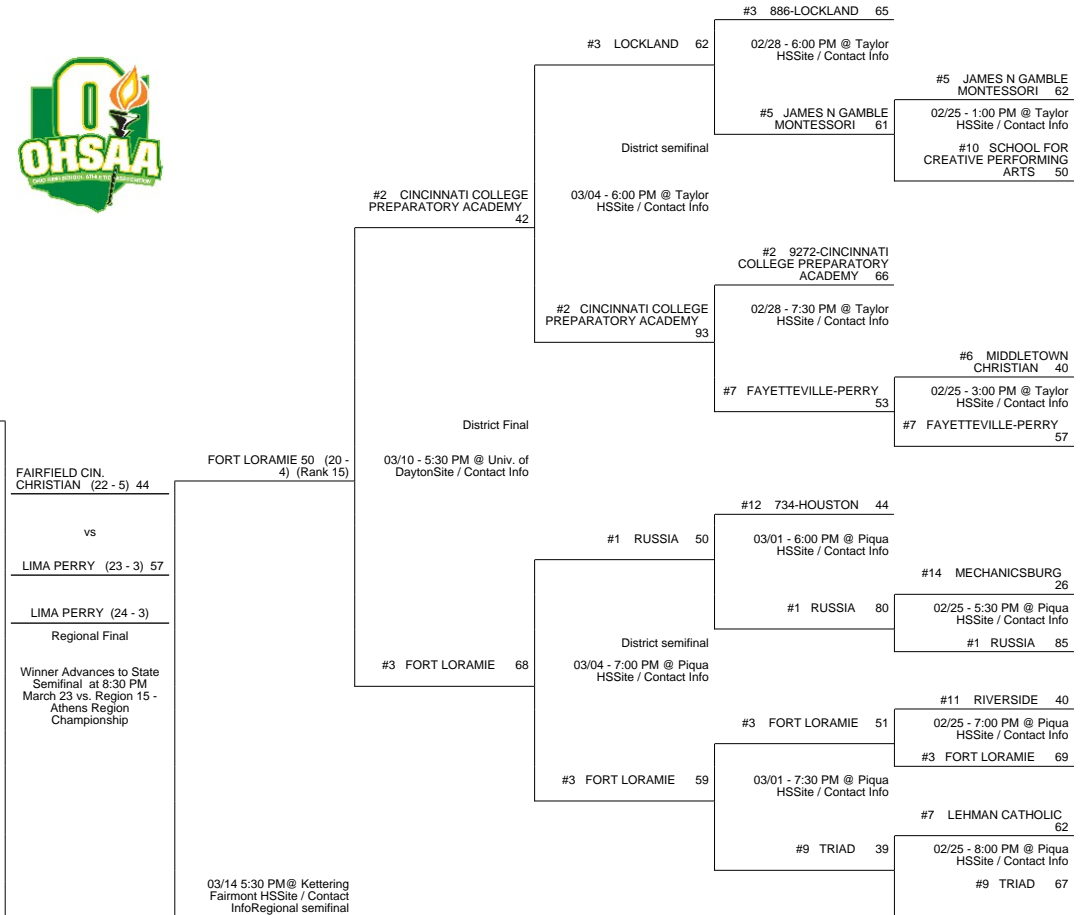 #3 886-LOCKLAND 65
#3 LOCKLAND 62
02/28 - 6:00 PM @ Taylor
HSSite / Contact Info
#5 JAMES N GAMBLE
MONTESSORI 62
#5 JAMES N GAMBLE
MONTESSORI 61
02/25 - 1:00 PM @ Taylor
HSSite / Contact Info
#10 SCHOOL FOR
CREATIVE PERFORMING
ARTS 50
OHSAA
OHIO HIGH SCHOOL ATHLETIC ASSOCIATION
District semifinal
03/04 - 6:00 PM @ Taylor
HSSite / Contact Info
#2 CINCINNATI COLLEGE
PREPARATORY ACADEMY
42
#2 9272-CINCINNATI
COLLEGE PREPARATORY
ACADEMY 66
#2 CINCINNATI COLLEGE
PREPARATORY ACADEMY
93
02/28 - 7:30 PM @ Taylor
HSSite / Contact Info
#6 MIDDLETOWN
CHRISTIAN 40
#7 FAYETTEVILLE-PERRY
53
02/25 - 3:00 PM @ Taylor
HSSite / Contact Info
#7 FAYETTEVILLE-PERRY
57
District Final
03/10 - 5:30 PM @ Univ. of
DaytonSite / Contact Info
FORT LORAMIE 50 (20 -
4) (Rank 15)
FAIRFIELD CIN.
CHRISTIAN (22 - 5) 44
vs
LIMA PERRY (23 - 3) 57
LIMA PERRY (24 - 3)
Regional Final
Winner Advances to State
Semifinal at 8:30 PM
March 23 vs. Region 15 -
Athens Region
Championship
#12 734-HOUSTON 44
#1 RUSSIA 50
03/01 - 6:00 PM @ Piqua
HSSite / Contact Info
#14 MECHANICSBURG
26
#1 RUSSIA 80
02/25 - 5:30 PM @ Piqua
HSSite / Contact Info
#1 RUSSIA 85
District semifinal
03/04 - 7:00 PM @ Piqua
HSSite / Contact Info
#3 FORT LORAMIE 68
#11 RIVERSIDE 40
#3 FORT LORAMIE 51
02/25 - 7:00 PM @ Piqua
HSSite / Contact Info
#3 FORT LORAMIE 69
#3 FORT LORAMIE 59
03/01 - 7:30 PM @ Piqua
HSSite / Contact Info
#7 LEHMAN CATHOLIC
62
#9 TRIAD 39
02/25 - 8:00 PM @ Piqua
HSSite / Contact Info
#9 TRIAD 67
03/14 5:30 PM@ Kettering
Fairmont HSSite / Contact
InfoRegional semifinal